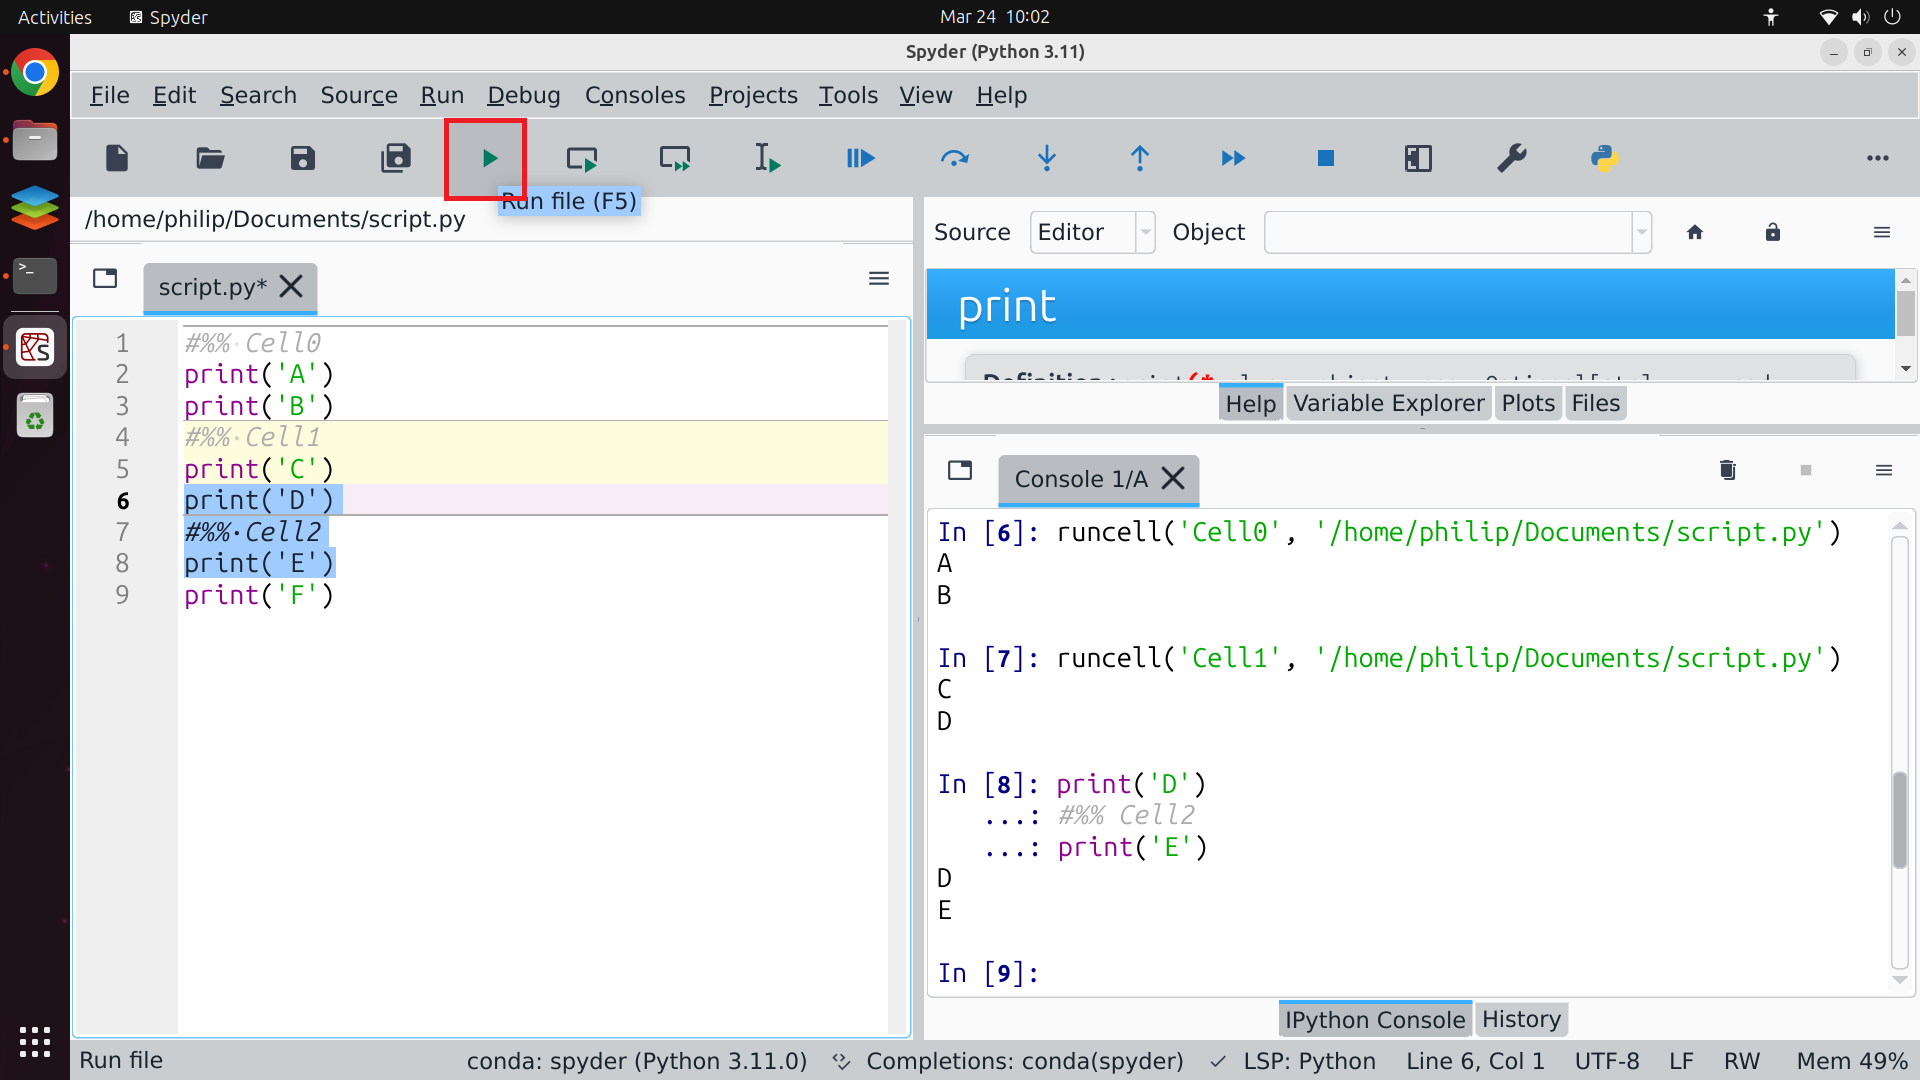 Activities
Spyder
Mar 24 10:02
Spyder (Python 3.11)
File Edit Search Source Run Debug Consoles Projects Tools View Help
Run file (F5)
/home/philip/Documents/script.py
script.py*
1 #%% Cell0
2 print('A')
3 print('B')
4 #%% Cell1
5 print('C')
6 print('D')
7 #%% Cell2
8 print('E')
9 print('F')
Source Editor Object
print
Help Variable Explorer Plots Files
Console 1/A
In [6]: runcell('Cell0', '/home/philip/Documents/script.py')
A
B
In [7]: runcell('Cell1', '/home/philip/Documents/script.py')
C
D
In [8]: print('D')
...: #%% Cell2
...: print('E')
D
E
In [9]:
IPython Console History
Run file conda: spyder (Python 3.11.0) Completions: conda(spyder) LSP: Python Line 6, Col 1 UTF-8 LF RW Mem 49%